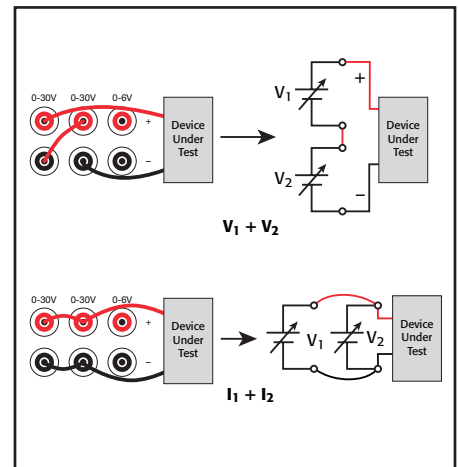 0-30V 0-30V 0-6V
+
−
Device
Under
Test
V1
V2
+
−
Device
Under
Test
V1 + V2
0-30V 0-30V 0-6V
+
−
Device
Under
Test
V1
V2
Device
Under
Test
I1 + I2